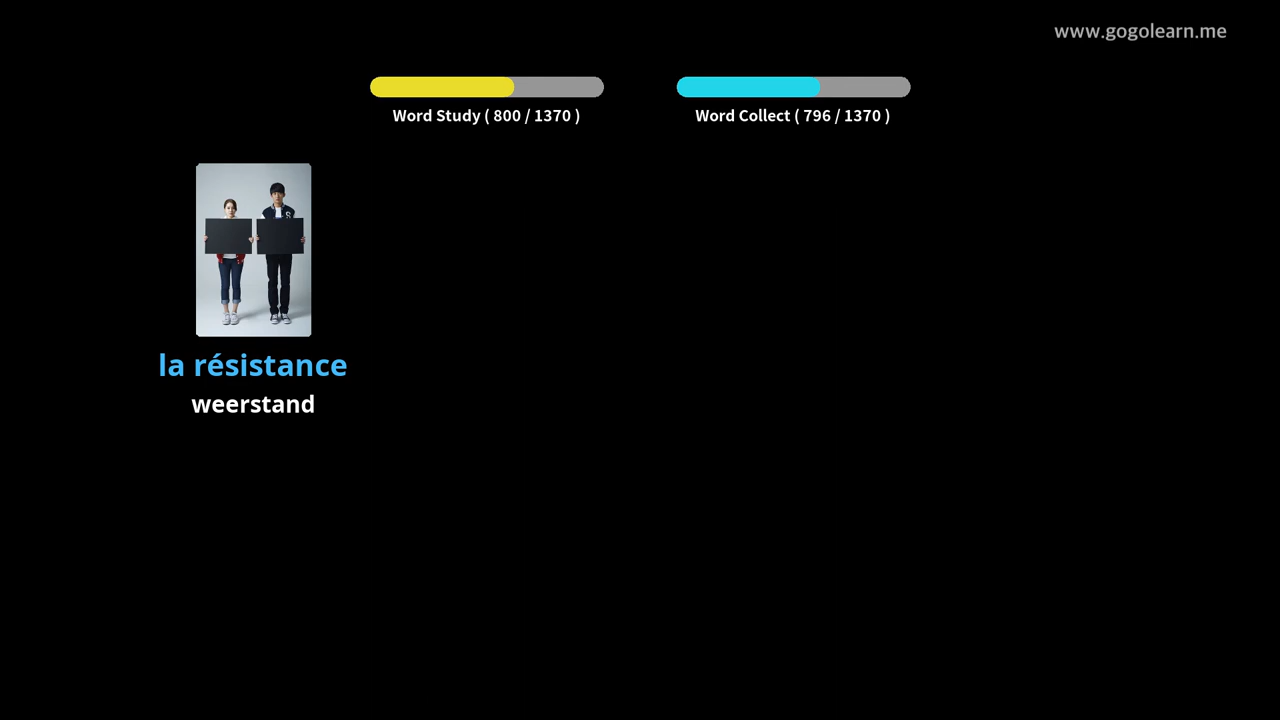 www.gogolearn.me
Word Study ( 800 / 1370 )
Word Collect ( 796 / 1370 )
S
la résistance
weerstand